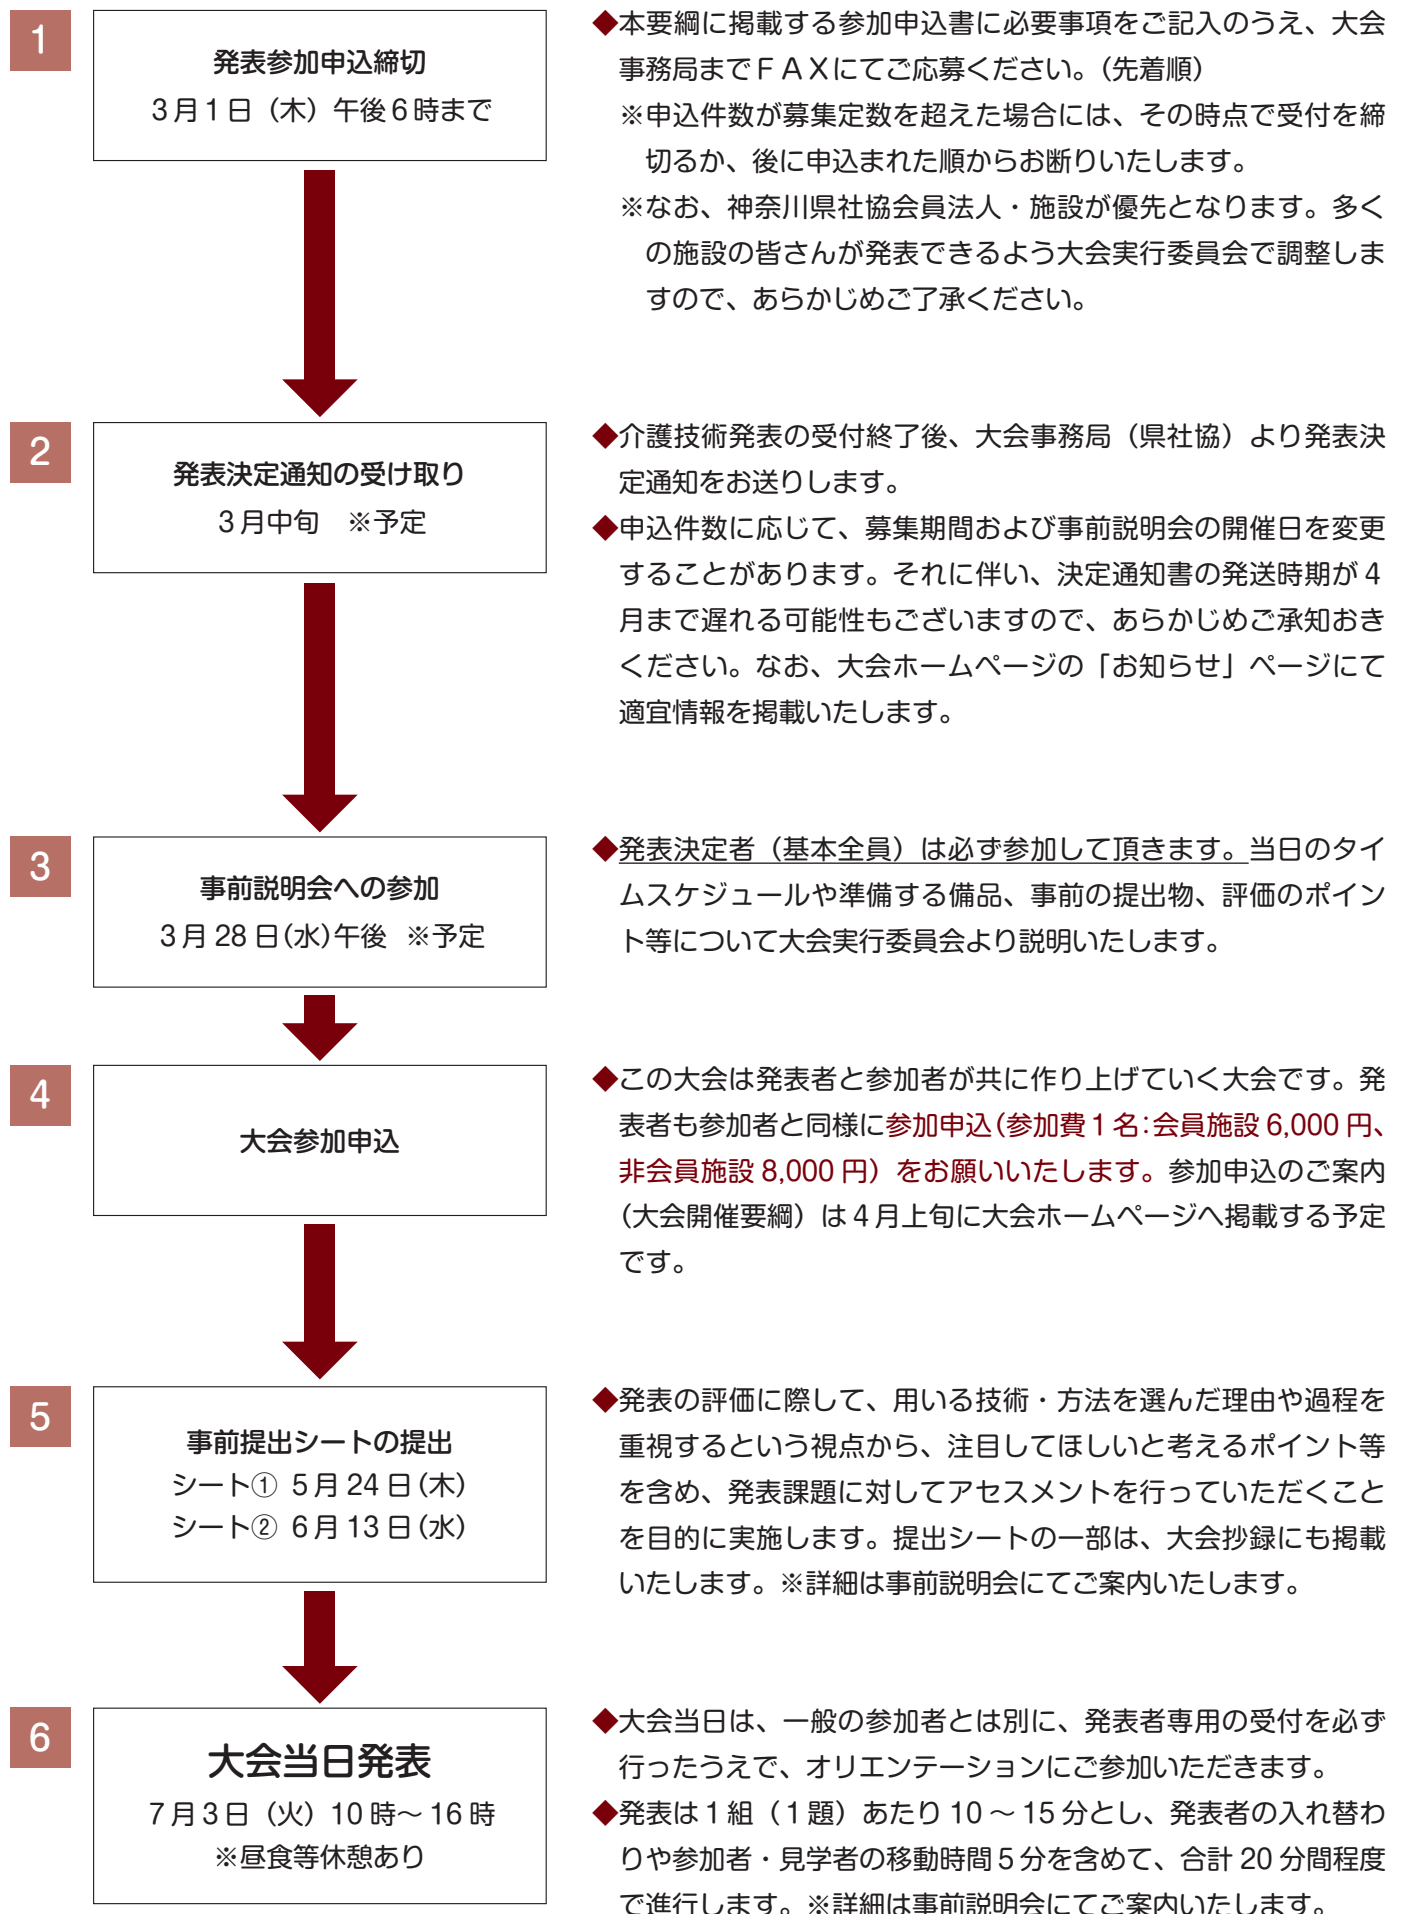 1
発表参加申込締切
3月1日（木）午後6時まで
◆本要綱に掲載する参加申込書に必要事項をご記入のうえ、大会
事務局までＦＡＸにてご応募ください。（先着順）
※申込件数が募集定数を超えた場合には、その時点で受付を締
切るか、後に申込まれた順からお断りいたします。
※なお、神奈川県社協会員法人・施設が優先となります。多く
の施設の皆さんが発表できるよう大会実行委員会で調整しま
すので、あらかじめご了承ください。
2
発表決定通知の受け取り
3月中旬　※予定
◆介護技術発表の受付終了後、大会事務局（県社協）より発表決
定通知をお送りします。
◆申込件数に応じて、募集期間および事前説明会の開催日を変更
することがあります。それに伴い、決定通知書の発送時期が4
月まで遅れる可能性もございますので、あらかじめご承知おき
ください。なお、大会ホームページの「お知らせ」ページにて
適宜情報を掲載いたします。
3
事前説明会への参加
3月28日（水）午後 ※予定
◆発表決定者（基本全員）は必ず参加して頂きます。当日のタイ
ムスケジュールや準備する備品、事前の提出物、評価のポイン
ト等について大会実行委員会より説明いたします。
4
大会参加申込
◆この大会は発表者と参加者が共に作り上げていく大会です。発
表者も参加者と同様に参加申込（参加費1名：会員施設6,000円、
非会員施設8,000円）をお願いいたします。参加申込のご案内
（大会開催要綱）は4月上旬に大会ホームページへ掲載する予定
です。
5
事前提出シートの提出
シート① 5月24日（木）
シート② 6月13日（水）
◆発表の評価に際して、用いる技術・方法を選んだ理由や過程を
重視するという視点から、注目してほしいと考えるポイント等
を含め、発表課題に対してアセスメントを行っていただくこと
を目的に実施します。提出シートの一部は、大会抄録にも掲載
いたします。※詳細は事前説明会にてご案内いたします。
6
大会当日発表
7月3日（火）10時～16時
※昼食等休憩あり
◆大会当日は、一般の参加者とは別に、発表者専用の受付を必ず
行ったうえで、オリエンテーションにご参加いただきます。
◆発表は1組（1題）あたり10～15分とし、発表者の入れ替わ
りや参加者・見学者の移動時間5分を含めて、合計20分間程度
で進行します。※詳細は事前説明会にてご案内いたします。